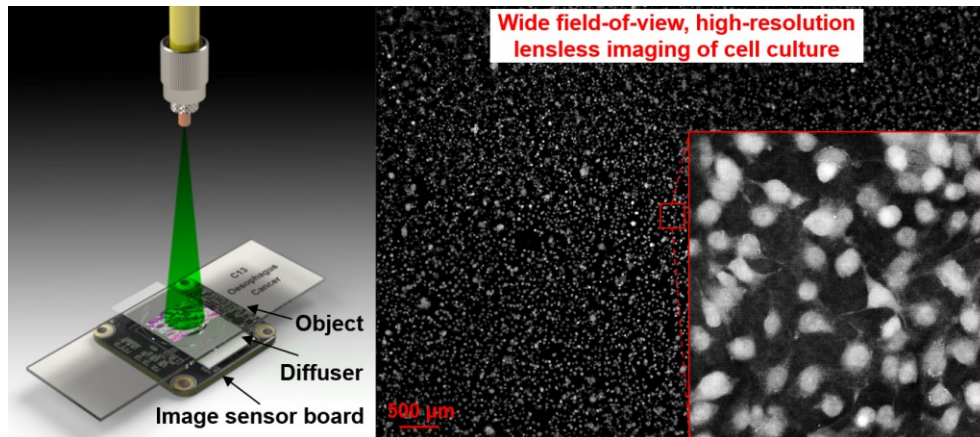 Wide field-of-view, high-resolution
lensless imaging of cell culture
C13
Oesophagus
Cancer
Object
Diffuser
Image sensor board
500 µm